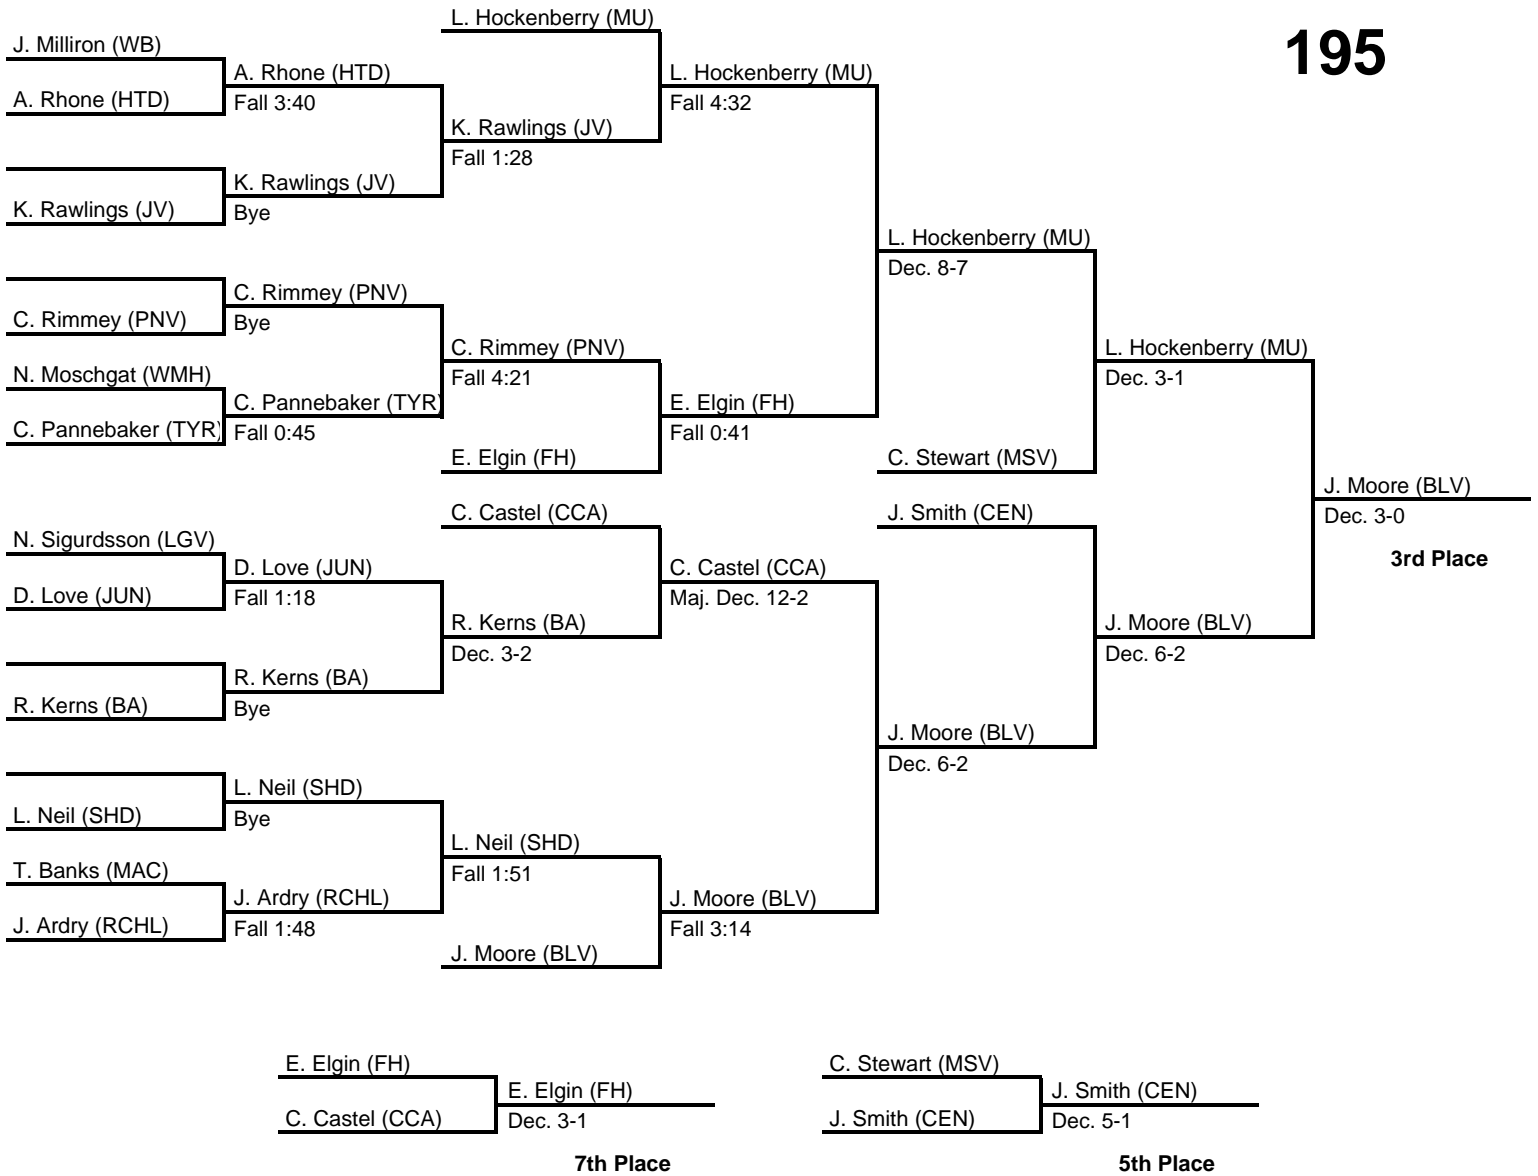 195
J. Milliron (WB)
A. Rhone (HTD)
K. Rawlings (JV)
C. Rimmey (PNV)
N. Moschgat (WMH)
C. Pannebaker (TYR)
N. Sigurdsson (LGV)
D. Love (JUN)
R. Kerns (BA)
L. Neil (SHD)
T. Banks (MAC)
J. Ardry (RCHL)
A. Rhone (HTD)
Fall 3:40
K. Rawlings (JV)
Bye
C. Rimmey (PNV)
Bye
C. Pannebaker (TYR)
Fall 0:45
D. Love (JUN)
Fall 1:18
R. Kerns (BA)
Bye
L. Neil (SHD)
Bye
J. Ardry (RCHL)
Fall 1:48
L. Hockenberry (MU)
K. Rawlings (JV)
Fall 1:28
C. Rimmey (PNV)
Fall 4:21
E. Elgin (FH)
C. Castel (CCA)
R. Kerns (BA)
Dec. 3-2
L. Neil (SHD)
Fall 1:51
J. Moore (BLV)
L. Hockenberry (MU)
Fall 4:32
E. Elgin (FH)
Fall 0:41
C. Castel (CCA)
Maj. Dec. 12-2
J. Moore (BLV)
Fall 3:14
L. Hockenberry (MU)
Dec. 8-7
C. Stewart (MSV)
J. Smith (CEN)
J. Moore (BLV)
Dec. 6-2
L. Hockenberry (MU)
Dec. 3-1
J. Moore (BLV)
Dec. 6-2
J. Moore (BLV)
Dec. 3-0
3rd Place
E. Elgin (FH)
C. Castel (CCA)
E. Elgin (FH)
Dec. 3-1
7th Place
C. Stewart (MSV)
J. Smith (CEN)
J. Smith (CEN)
Dec. 5-1
5th Place